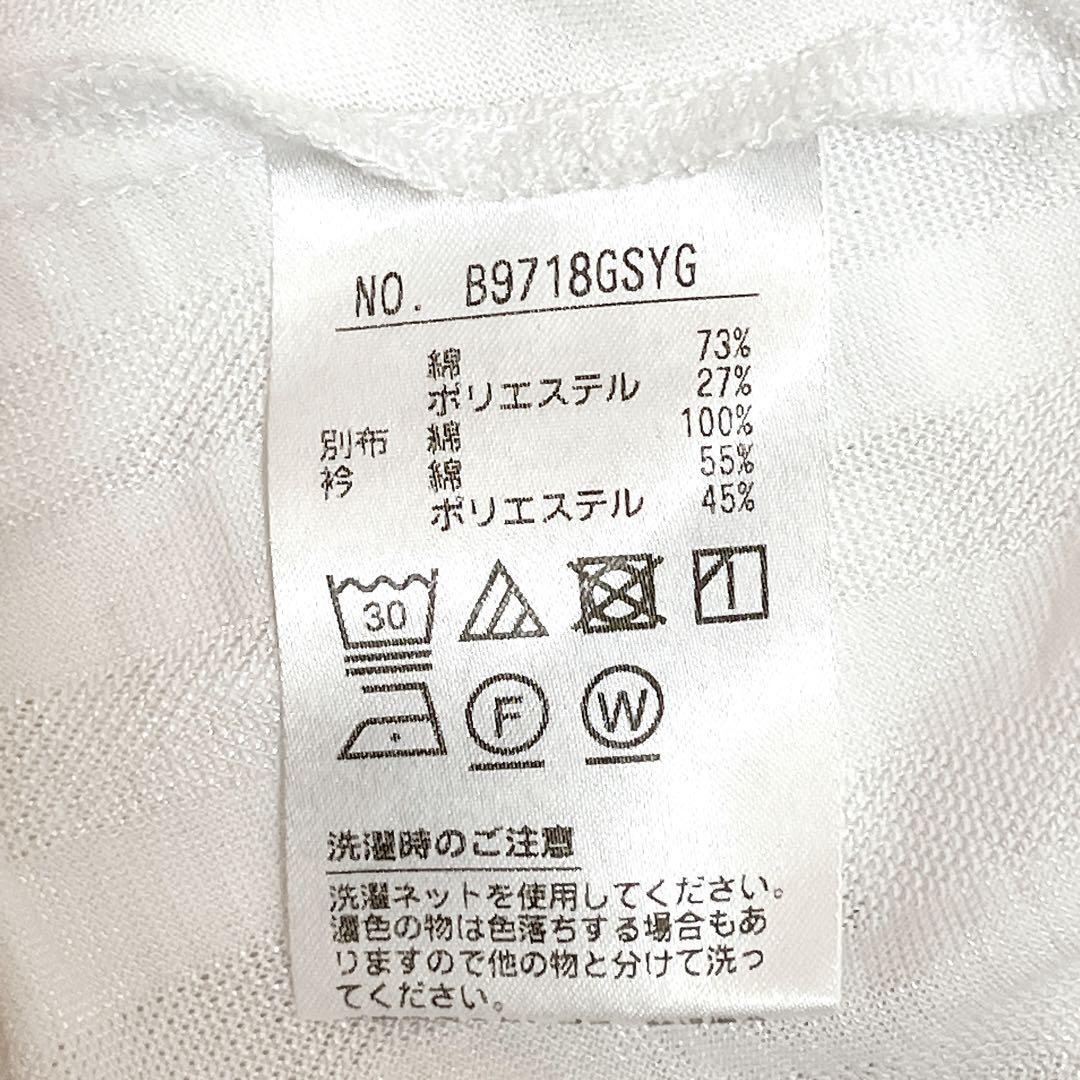 NO. B9718GSYG
綿 73%
ポリエステル 27%
別布 綿 100%
衿 綿 55%
ポリエステル 45%
30
F W
洗濯時のご注意
洗濯ネットを使用してください。
濃色の物は色落ちする場合もあ
りますので他の物と分けて洗っ
てください。